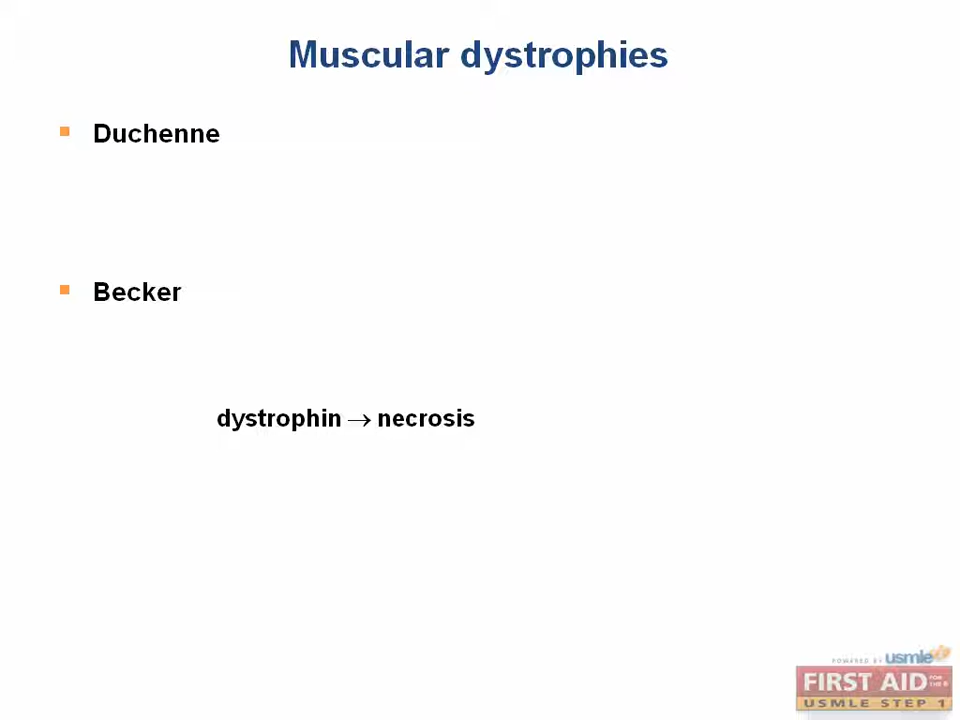 Muscular dystrophies
Duchenne
Becker
dystrophin → necrosis
POWERED BY usmle
FIRST AID FOR THE
USMLE STEP 1